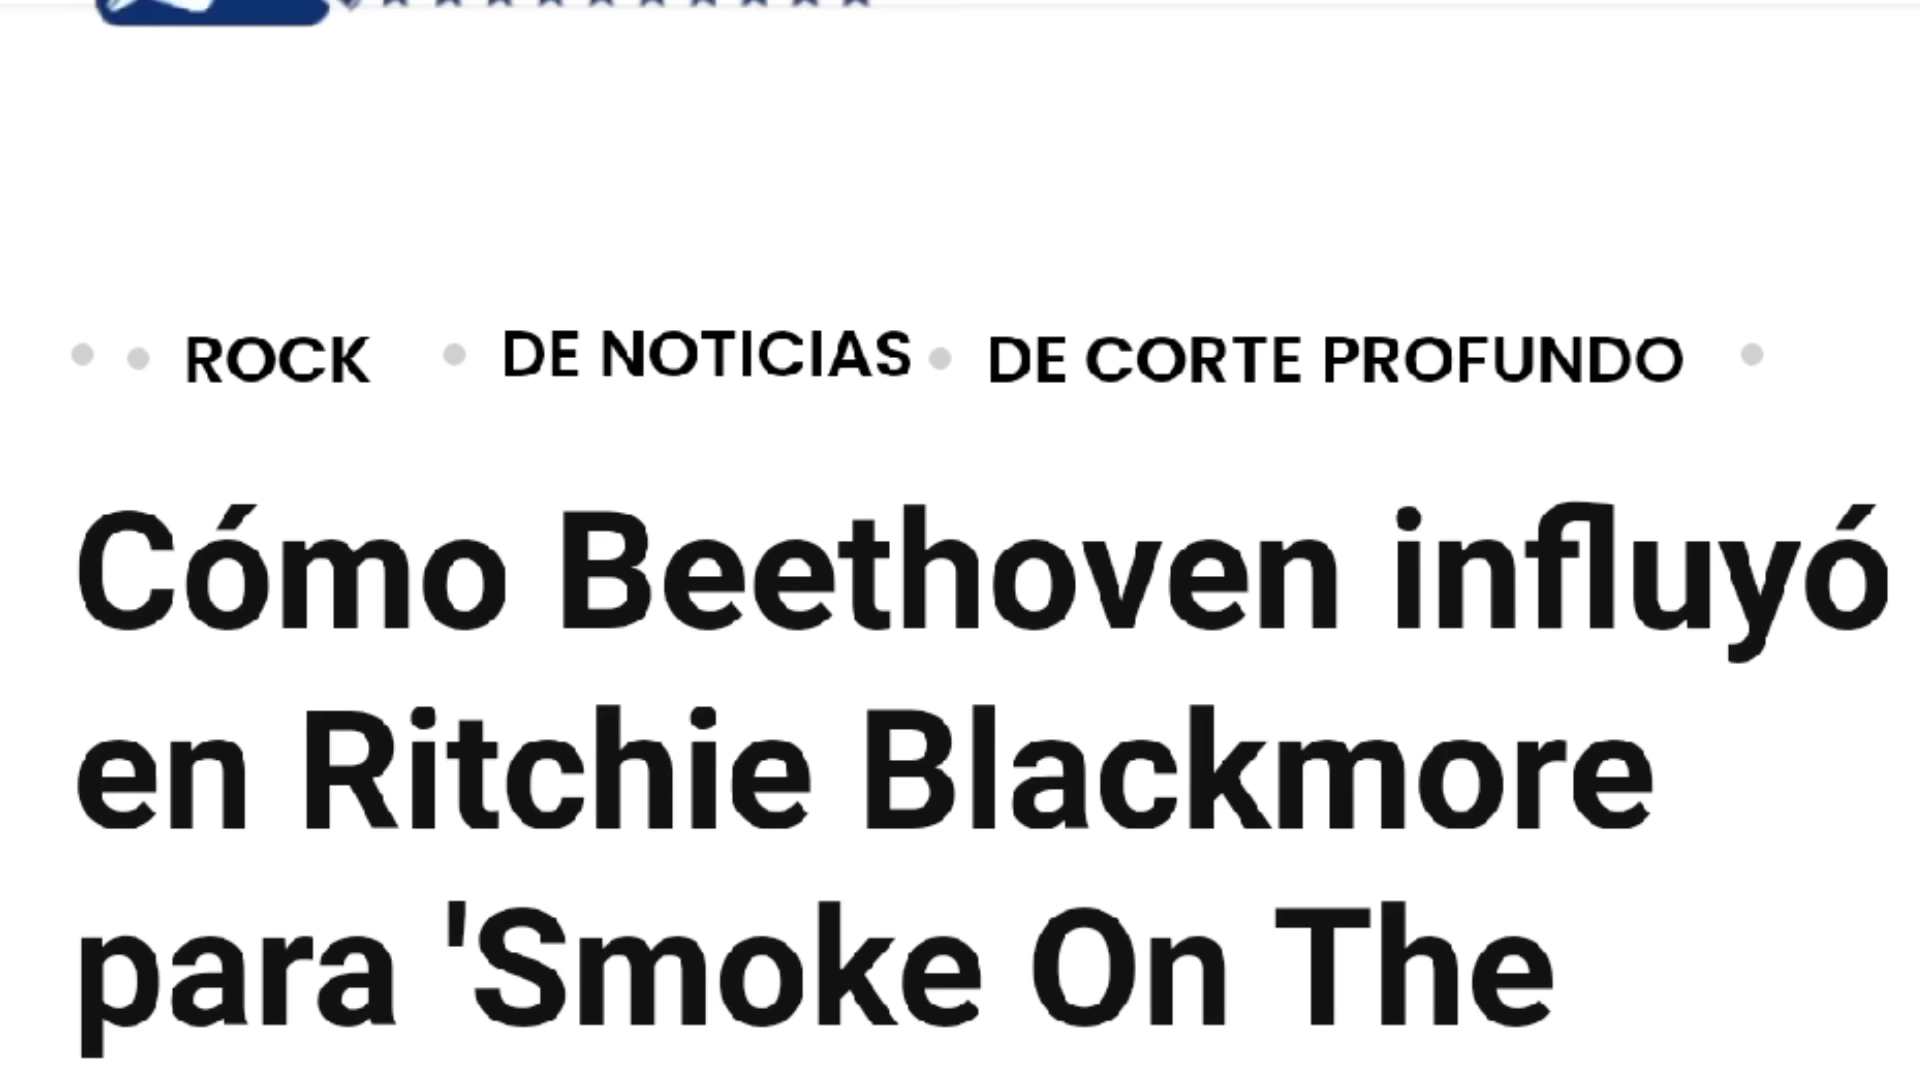 ROCK DE NOTICIAS DE CORTE PROFUNDO
Cómo Beethoven influyó
en Ritchie Blackmore
para 'Smoke On The